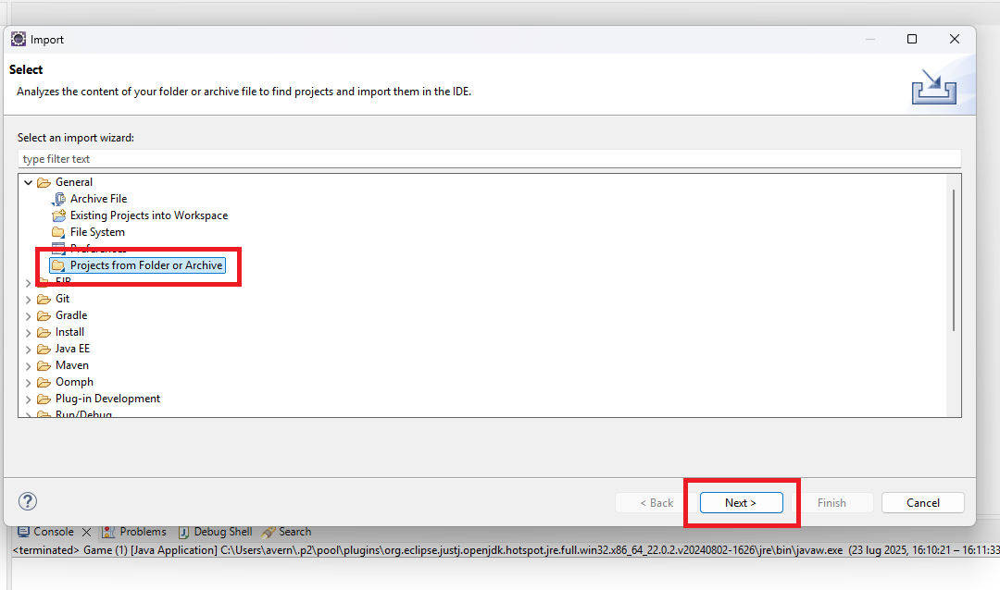 Import
Select
Analyzes the content of your folder or archive file to find projects and import them in the IDE.
Select an import wizard:
type filter text
General
Archive File
Existing Projects into Workspace
File System
Preferences
Projects from Folder or Archive
EJB
Git
Gradle
Install
Java EE
Maven
Oomph
Plug-in Development
Run/Debug
?
< Back Next > Finish Cancel
Console Problems Debug Shell Search
<terminated> Game (1) [Java Application] C:\Users\avern\.p2\pool\plugins\org.eclipse.justj.openjdk.hotspot.jre.full.win32.x86_64_22.0.2.v20240802-1626\jre\bin\javaw.exe (23 lug 2025, 16:10:21 – 16:11:33